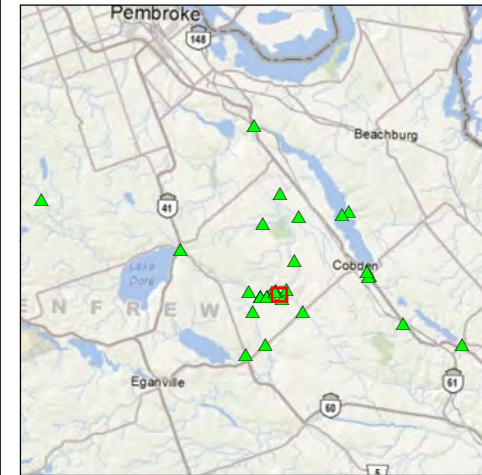 Pembroke
148
Beachburg
41
Lake
Dore
Cobden
E N F R E W
Eganville
60
61
5